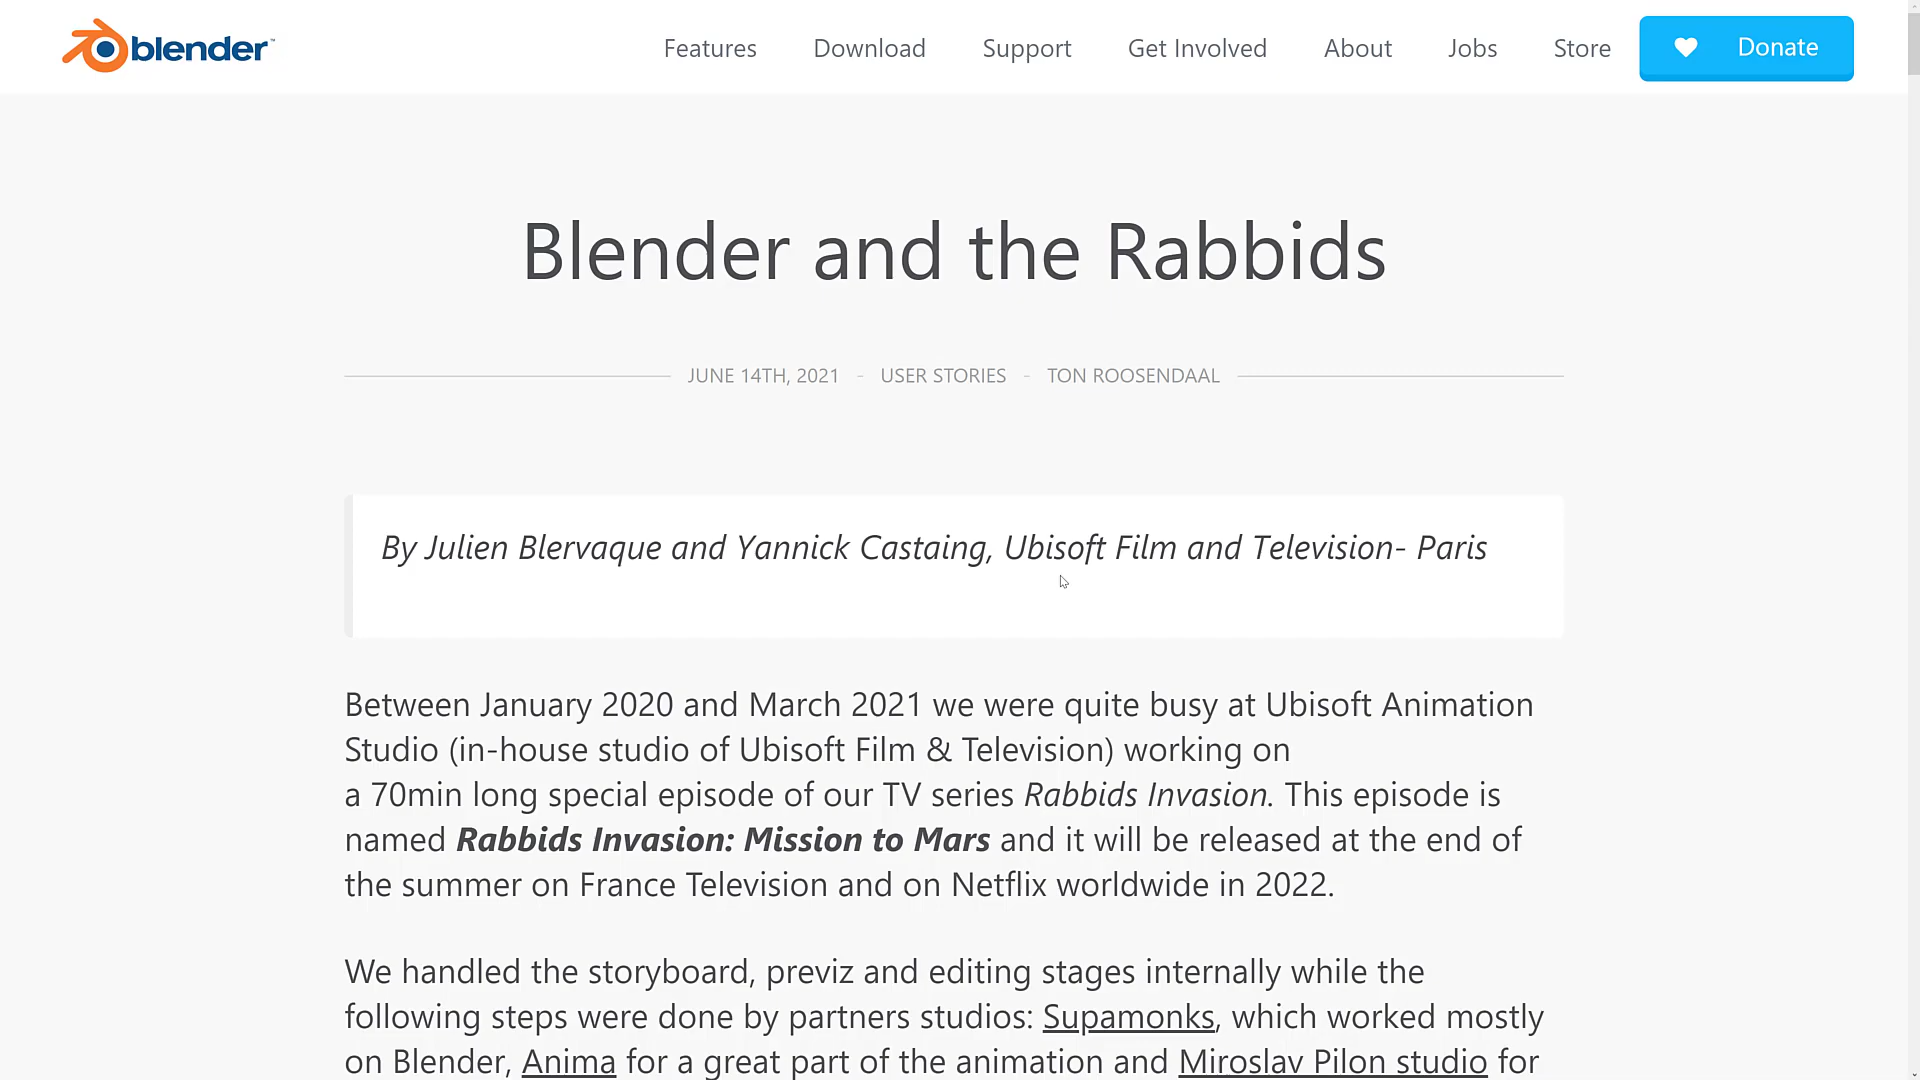 blender™
Features Download Support Get Involved About Jobs Store Donate
Blender and the Rabbids
JUNE 14TH, 2021 - USER STORIES - TON ROOSENDAAL
By Julien Blervaque and Yannick Castaing, Ubisoft Film and Television- Paris
Between January 2020 and March 2021 we were quite busy at Ubisoft Animation
Studio (in-house studio of Ubisoft Film & Television) working on
a 70min long special episode of our TV series Rabbids Invasion. This episode is
named Rabbids Invasion: Mission to Mars and it will be released at the end of
the summer on France Television and on Netflix worldwide in 2022.
We handled the storyboard, previz and editing stages internally while the
following steps were done by partners studios: Supamonks, which worked mostly
on Blender, Anima for a great part of the animation and Miroslav Pilon studio for